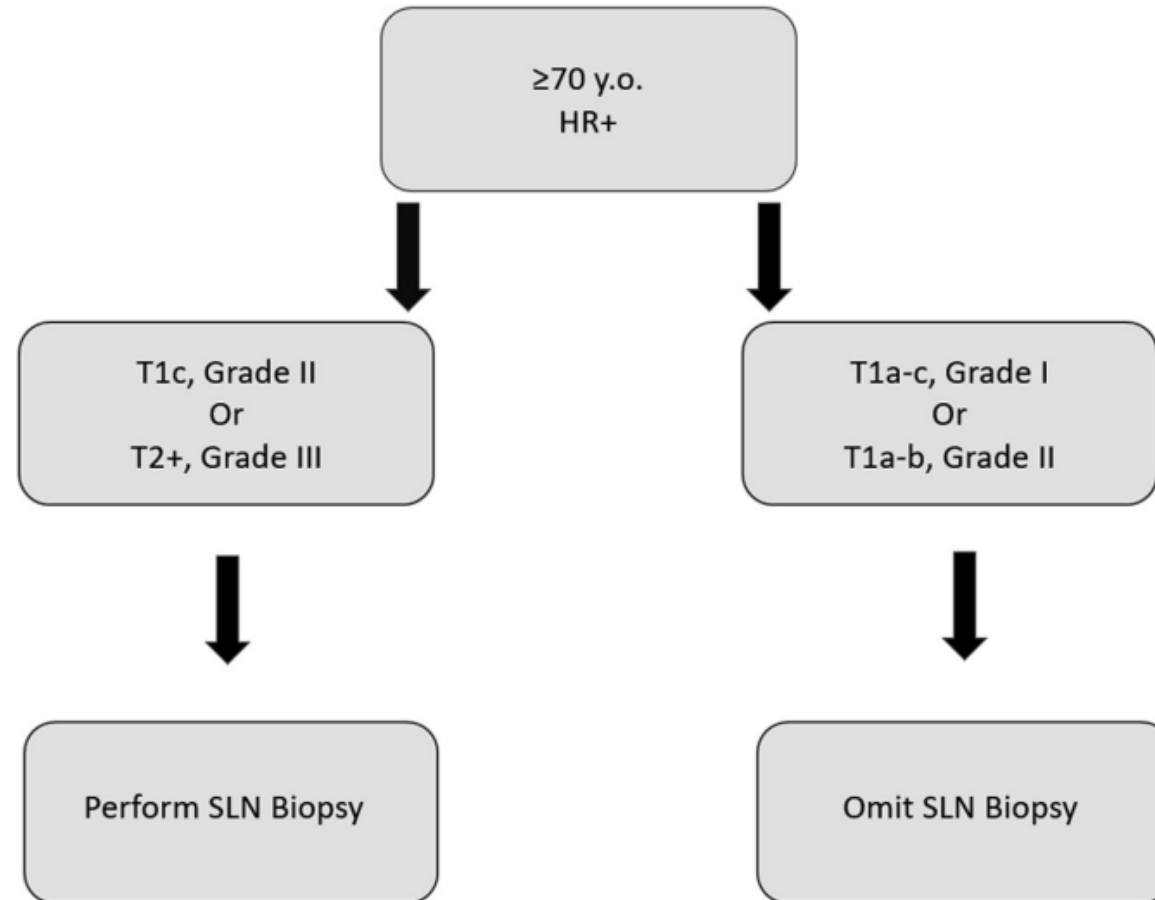 ≥70 y.o.
HR+
T1c, Grade II
Or
T2+, Grade III
T1a-c, Grade I
Or
T1a-b, Grade II
Perform SLN Biopsy
Omit SLN Biopsy